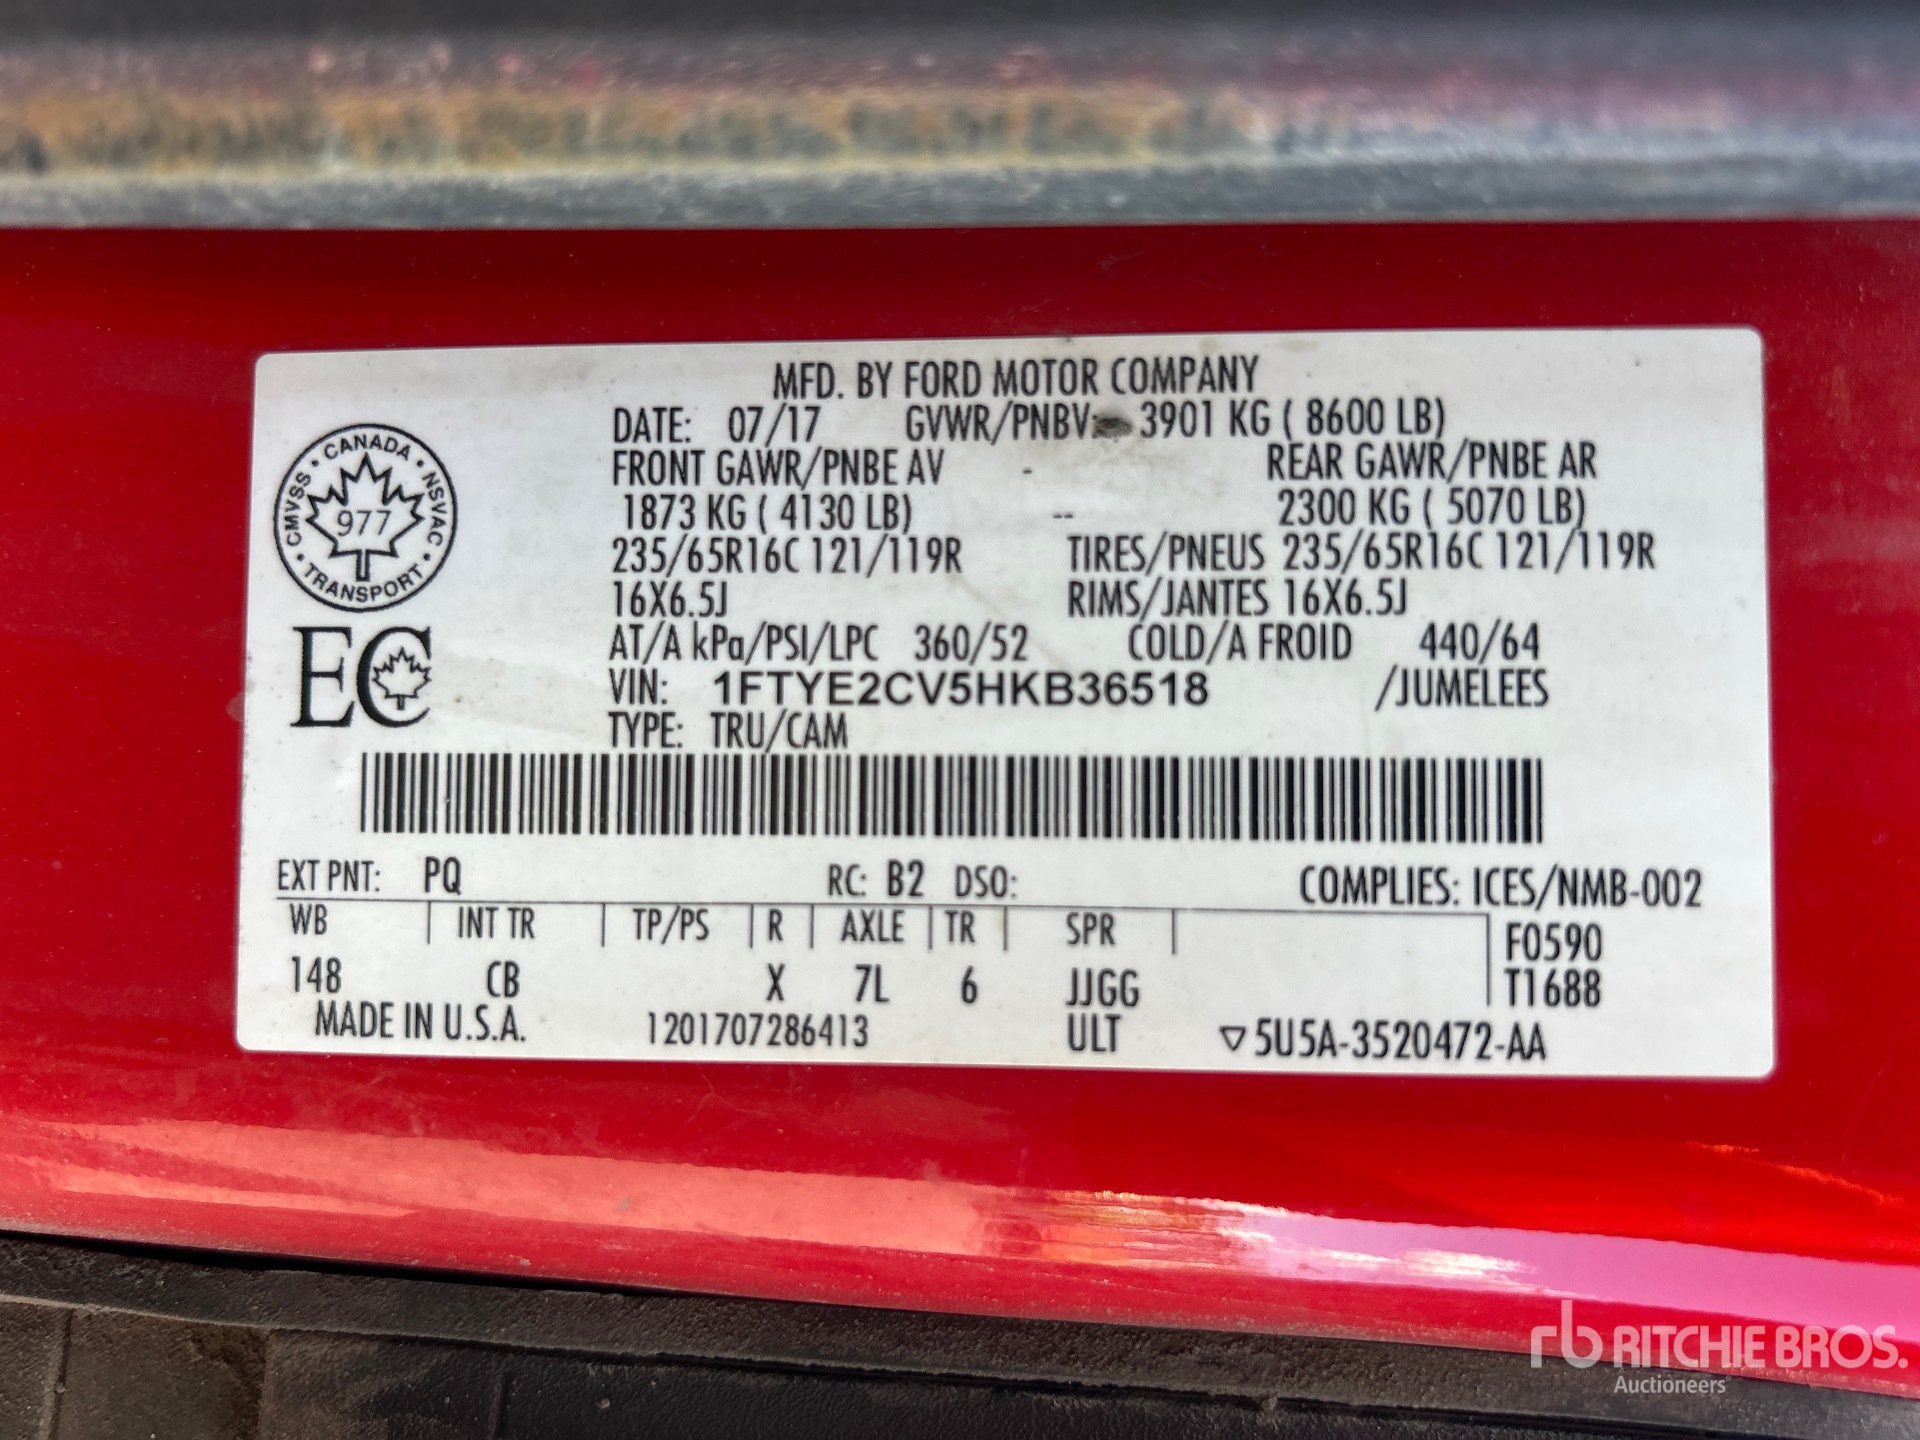 MFD. BY FORD MOTOR COMPANY
DATE: 07/17 GVWR/PNBV: 3901 KG ( 8600 LB)
FRONT GAWR/PNBE AV - REAR GAWR/PNBE AR
1873 KG ( 4130 LB) -- 2300 KG ( 5070 LB)
235/65R16C 121/119R TIRES/PNEUS 235/65R16C 121/119R
16X6.5J RIMS/JANTES 16X6.5J
AT/A kPa/PSI/LPC 360/52 COLD/A FROID 440/64
VIN: 1FTYE2CV5HKB36518 /JUMELEES
TYPE: TRU/CAM
CMVSS • CANADA • NSVAC • TRANSPORT •
977
EC
EXT PNT: PQ RC: B2 DSO: COMPLIES: ICES/NMB-002
WB | INT TR | TP/PS | R | AXLE | TR | SPR | F0590
148 CB X 7L 6 JJGG T1688
MADE IN U.S.A. 1201707286413 ULT ▽5U5A-3520472-AA
rb RITCHIE BROS.
Auctioneers